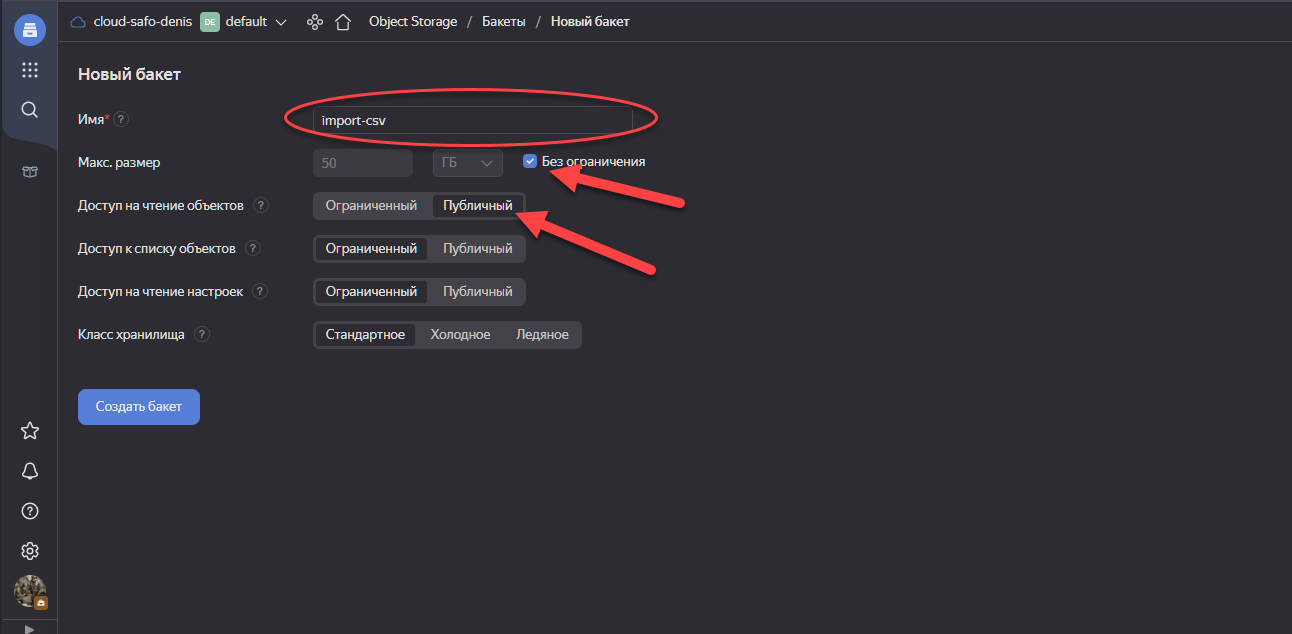 cloud-safo-denis DE default Object Storage / Бакеты / Новый бакет
Новый бакет
Имя* ? import-csv
Макс. размер 50 ГБ Без ограничения
Доступ на чтение объектов ? Ограниченный Публичный
Доступ к списку объектов ? Ограниченный Публичный
Доступ на чтение настроек ? Ограниченный Публичный
Класс хранилища ? Стандартное Холодное Ледяное
Создать бакет